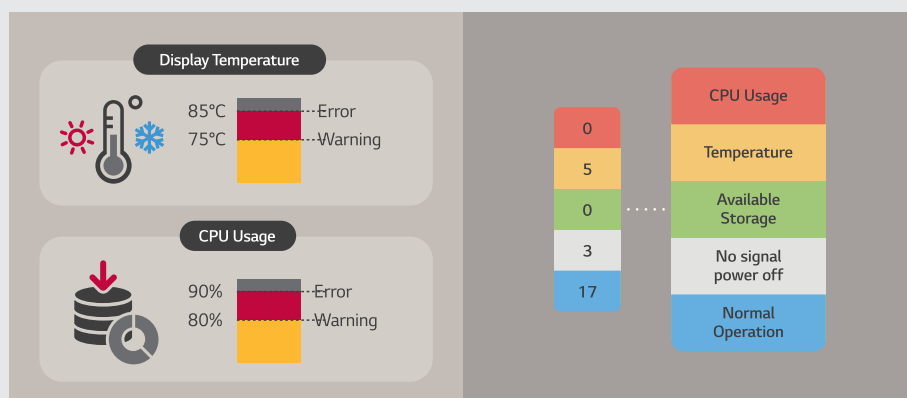 Display Temperature
85°C
Error
75°C
Warning
CPU Usage
90%
Error
80%
Warning
0
5
0
3
17
CPU Usage
Temperature
Available
Storage
No signal
power off
Normal
Operation